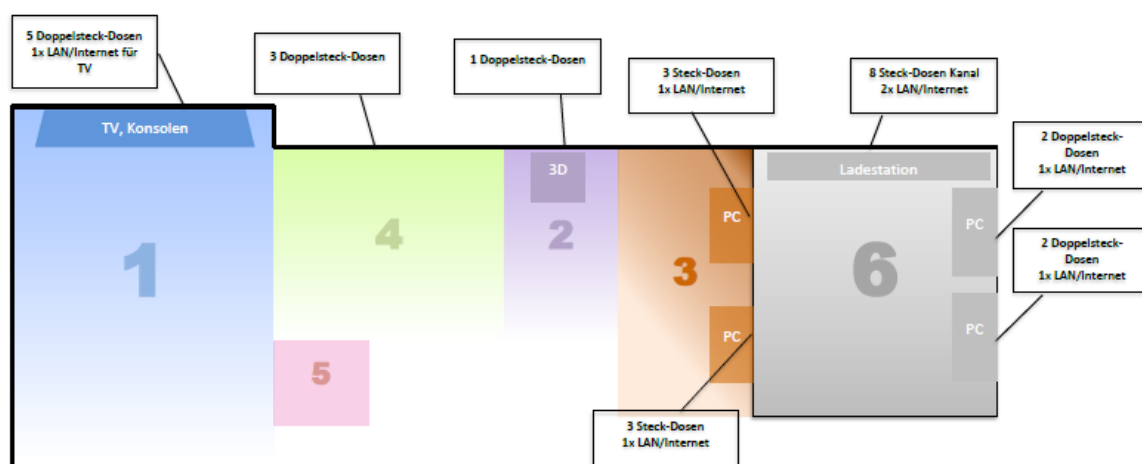 5 Doppelsteck-Dosen
1x LAN/Internet für
TV
3 Doppelsteck-Dosen
1 Doppelsteck-Dosen
3 Steck-Dosen
1x LAN/Internet
8 Steck-Dosen Kanal
2x LAN/Internet
2 Doppelsteck-
Dosen
1x LAN/Internet
TV, Konsolen
3D
Ladestation
PC
PC
4
2
1
3
6
2 Doppelsteck-
Dosen
1x LAN/Internet
PC
PC
5
3 Steck-Dosen
1x LAN/Internet